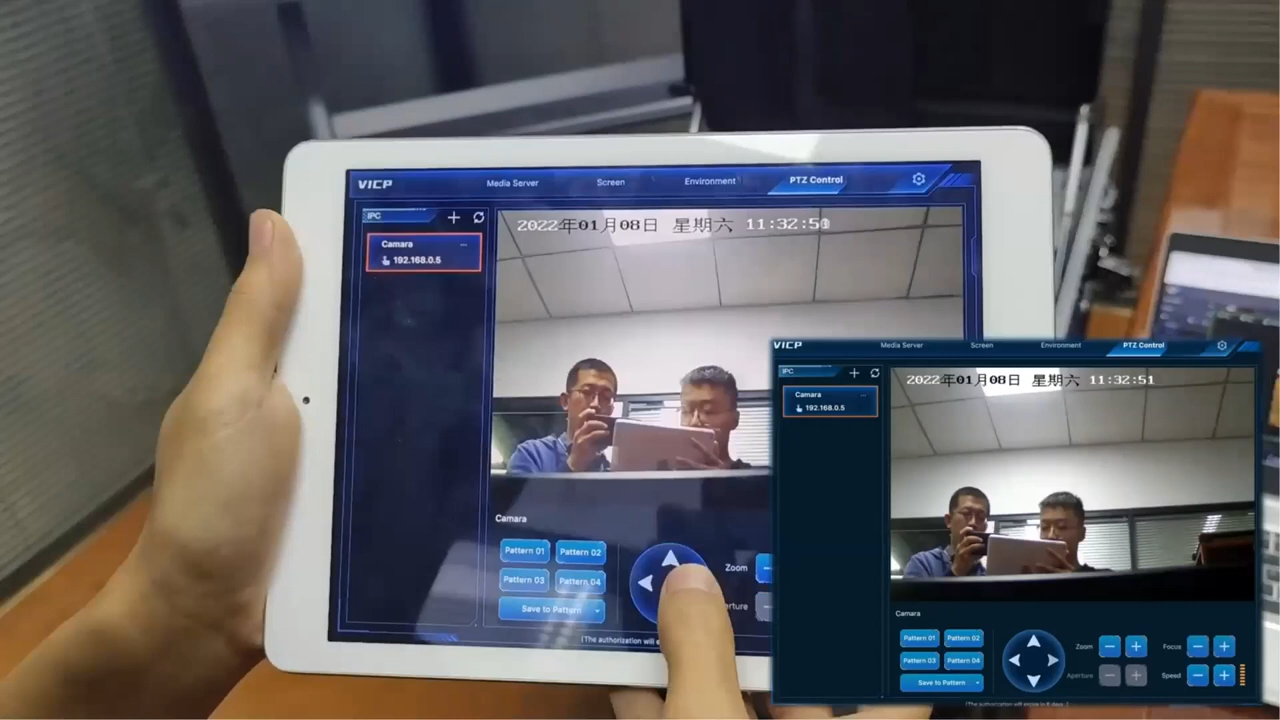 VICP
Media Server
Screen
Environment
PTZ Control
IPC
Camara
192.168.0.5
2022年01月08日 星期六 11:32:50
Camara
Pattern 01
Pattern 02
Pattern 03
Pattern 04
Save to Pattern
Zoom
(The authorization will
VICP
Media Server
Screen
Environment
PTZ Control
IPC
Camara
192.168.0.5
2022年01月08日 星期六 11:32:51
Camara
Pattern 01
Pattern 02
Pattern 03
Pattern 04
Save to Pattern
Zoom
Focus
Aperture
Speed